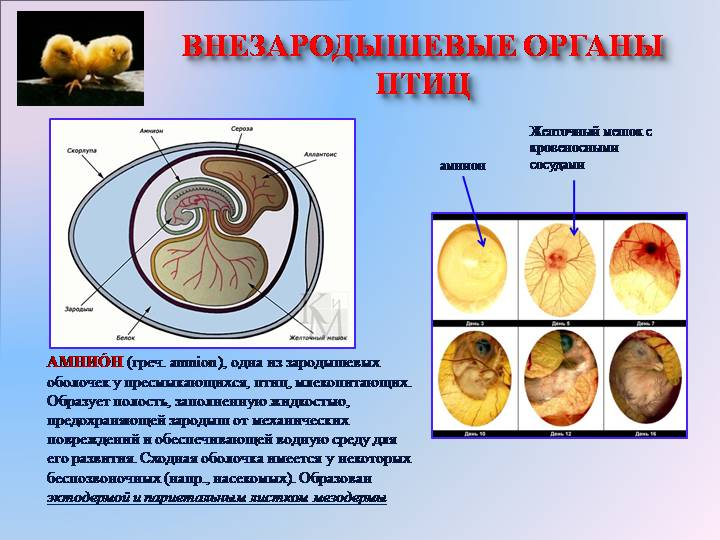 ВНЕЗАРОДЫШЕВЫЕ ОРГАНЫ
ПТИЦ
Амнион
Сероза
Скорлупа
Аллантоис
Зародыш
Белок
Желточный мешок
К И
М
амнион
Желточный мешок с
кровеносными
сосудами
День 3
День 5
День 7
День 10
День 12
День 16
АМНИО́Н (греч. amnion), одна из зародышевых
оболочек у пресмыкающихся, птиц, млекопитающих.
Образует полость, заполненную жидкостью,
предохраняющей зародыш от механических
повреждений и обеспечивающей водную среду для
его развития. Сходная оболочка имеется у некоторых
беспозвоночных (напр., насекомых). Образован
эктодермой и париетальным листком мезодермы